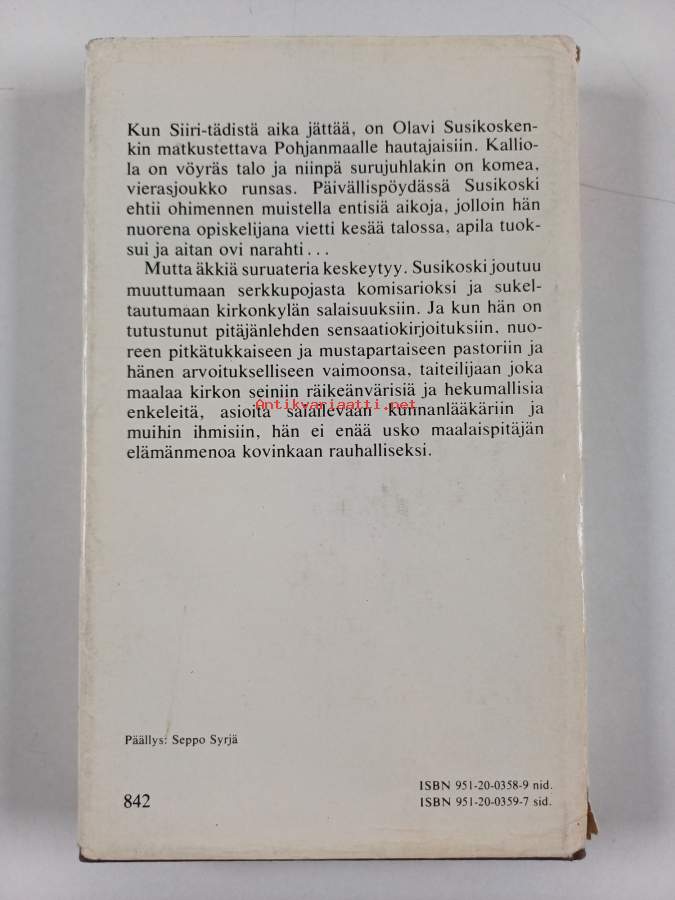 Kun Siiri-tädistä aika jättää, on Olavi Susikosken-
kin matkustettava Pohjanmaalle hautajaisiin. Kallio-
la on vöyräs talo ja niinpä surujuhlakin on komea,
vierasjoukko runsas. Päivällispöydässä Susikoski
ehtii ohimennen muistella entisiä aikoja, jolloin hän
nuorena opiskelijana vietti kesää talossa, apila tuok-
sui ja aitan ovi narahti...
Mutta äkkiä suruateria keskeytyy. Susikoski joutuu
muuttumaan serkkupojasta komisarioksi ja sukel-
tautumaan kirkonkylän salaisuuksiin. Ja kun hän on
tutustunut pitäjänlehden sensaatiokirjoituksiin, nuo-
reen pitkätukkaiseen ja mustapartaiseen pastoriin ja
hänen arvoitukselliseen vaimoonsa, taiteilijaan joka
maalaa kirkon seiniin räikeänvärisiä ja hekumallisia
enkeleitä, asioita salailevaan kunnanlääkäriin ja
Antikvariaatti.net
muihin ihmisiin, hän ei enää usko maalaispitäjän
elämänmenoa kovinkaan rauhalliseksi.
Päällys: Seppo Syrjä
842
ISBN 951-20-0358-9 nid.
ISBN 951-20-0359-7 sid.